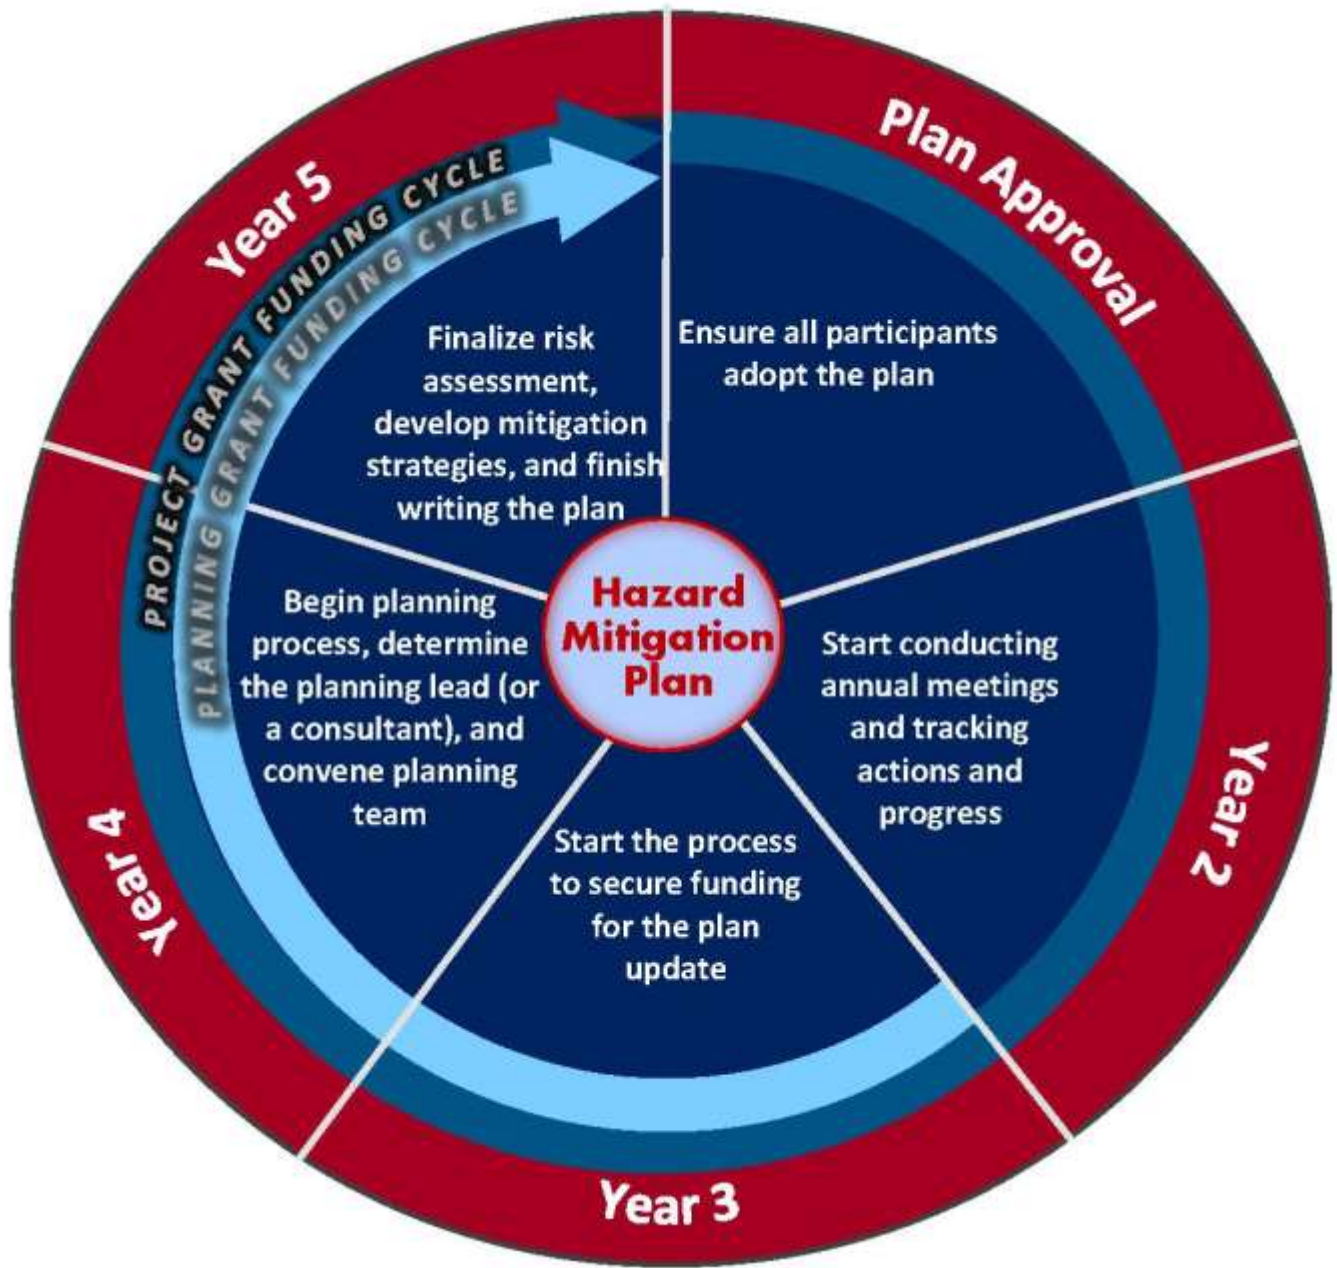 Plan Approval
Ensure all participants
adopt the plan
Year 2
Start conducting
annual meetings
and tracking
actions and
progress
Year 3
Start the process
to secure funding
for the plan
update
Year 4
Begin planning
process, determine
the planning lead (or
a consultant), and
convene planning
team
Year 5
Finalize risk
assessment,
develop mitigation
strategies, and finish
writing the plan
PROJECT GRANT FUNDING CYCLE
PLANNING GRANT FUNDING CYCLE
Hazard
Mitigation
Plan